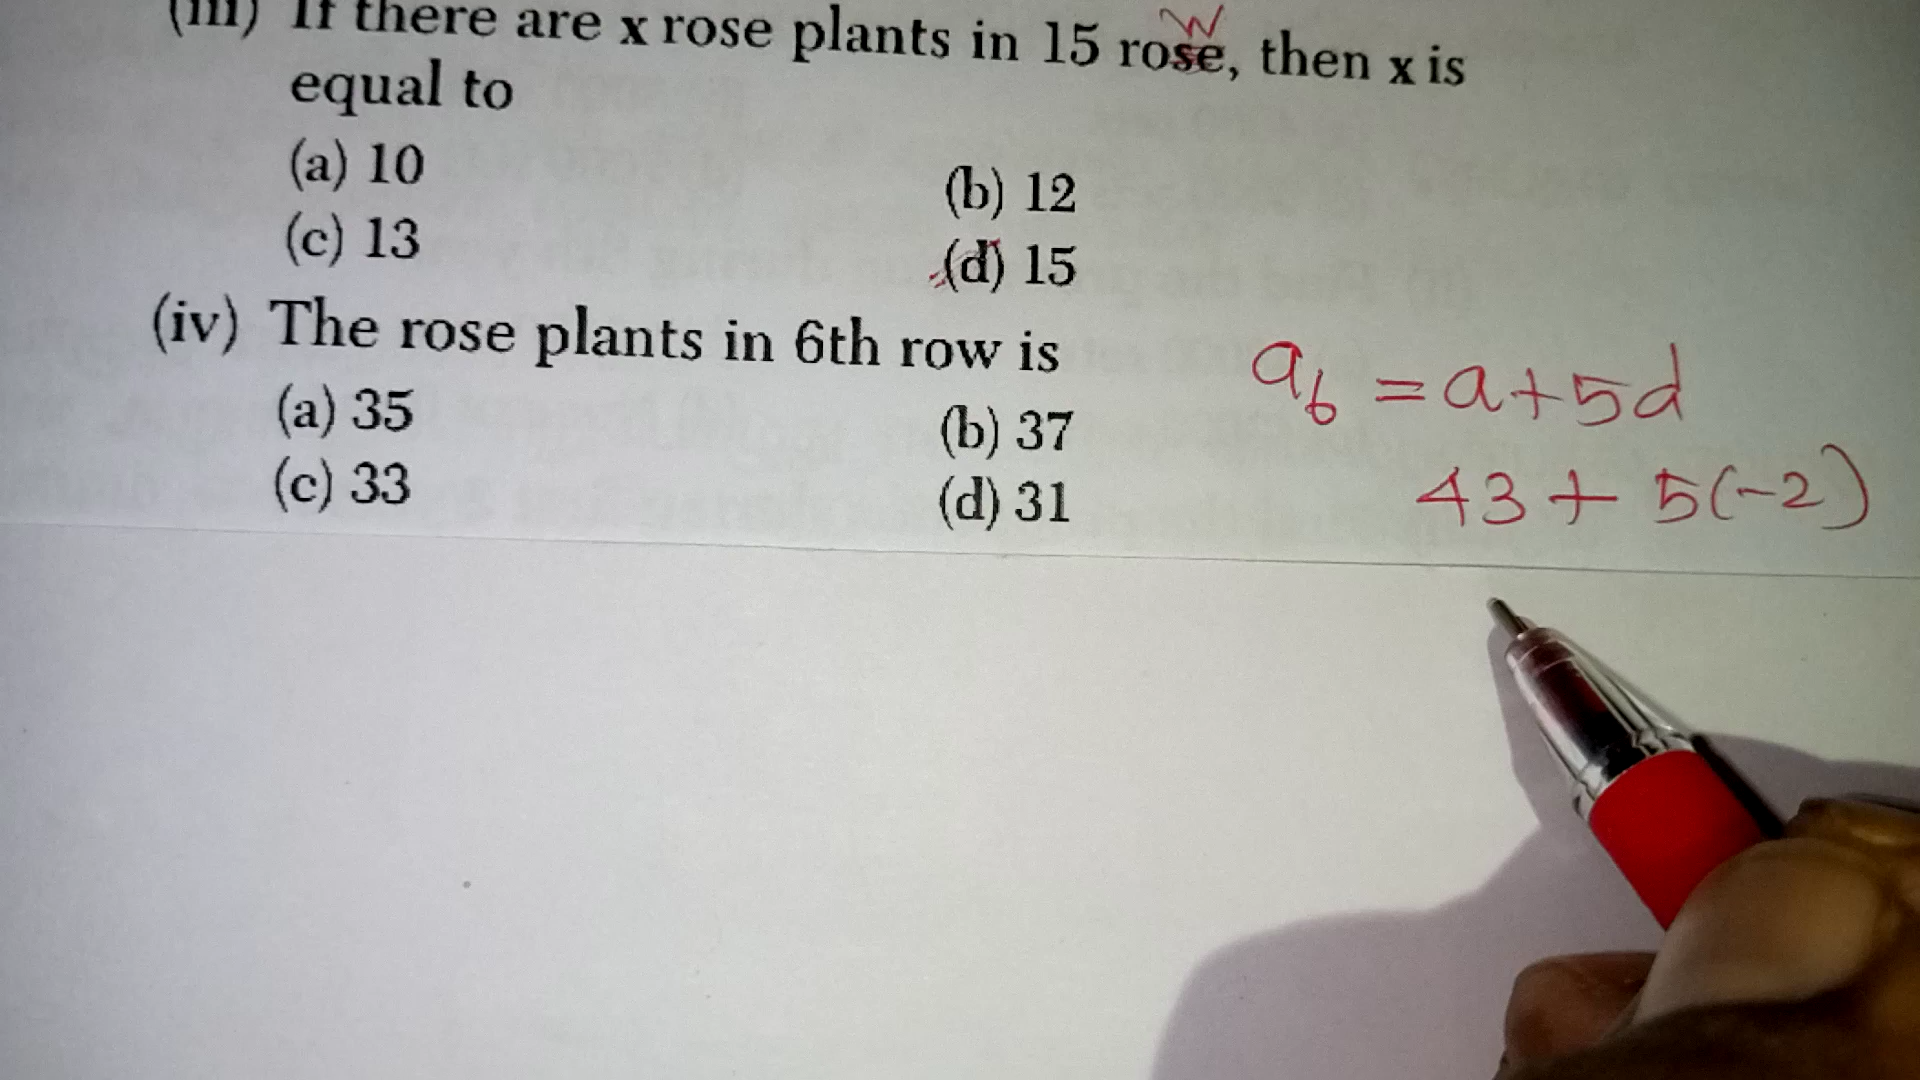 (iii) If there are x rose plants in 15 rose, then x is
w
equal to
(a) 10
(b) 12
(c) 13
(d) 15
(iv) The rose plants in 6th row is
(a) 35
(b) 37
(c) 33
(d) 31
a6 = a+5d
43 + 5(-2)